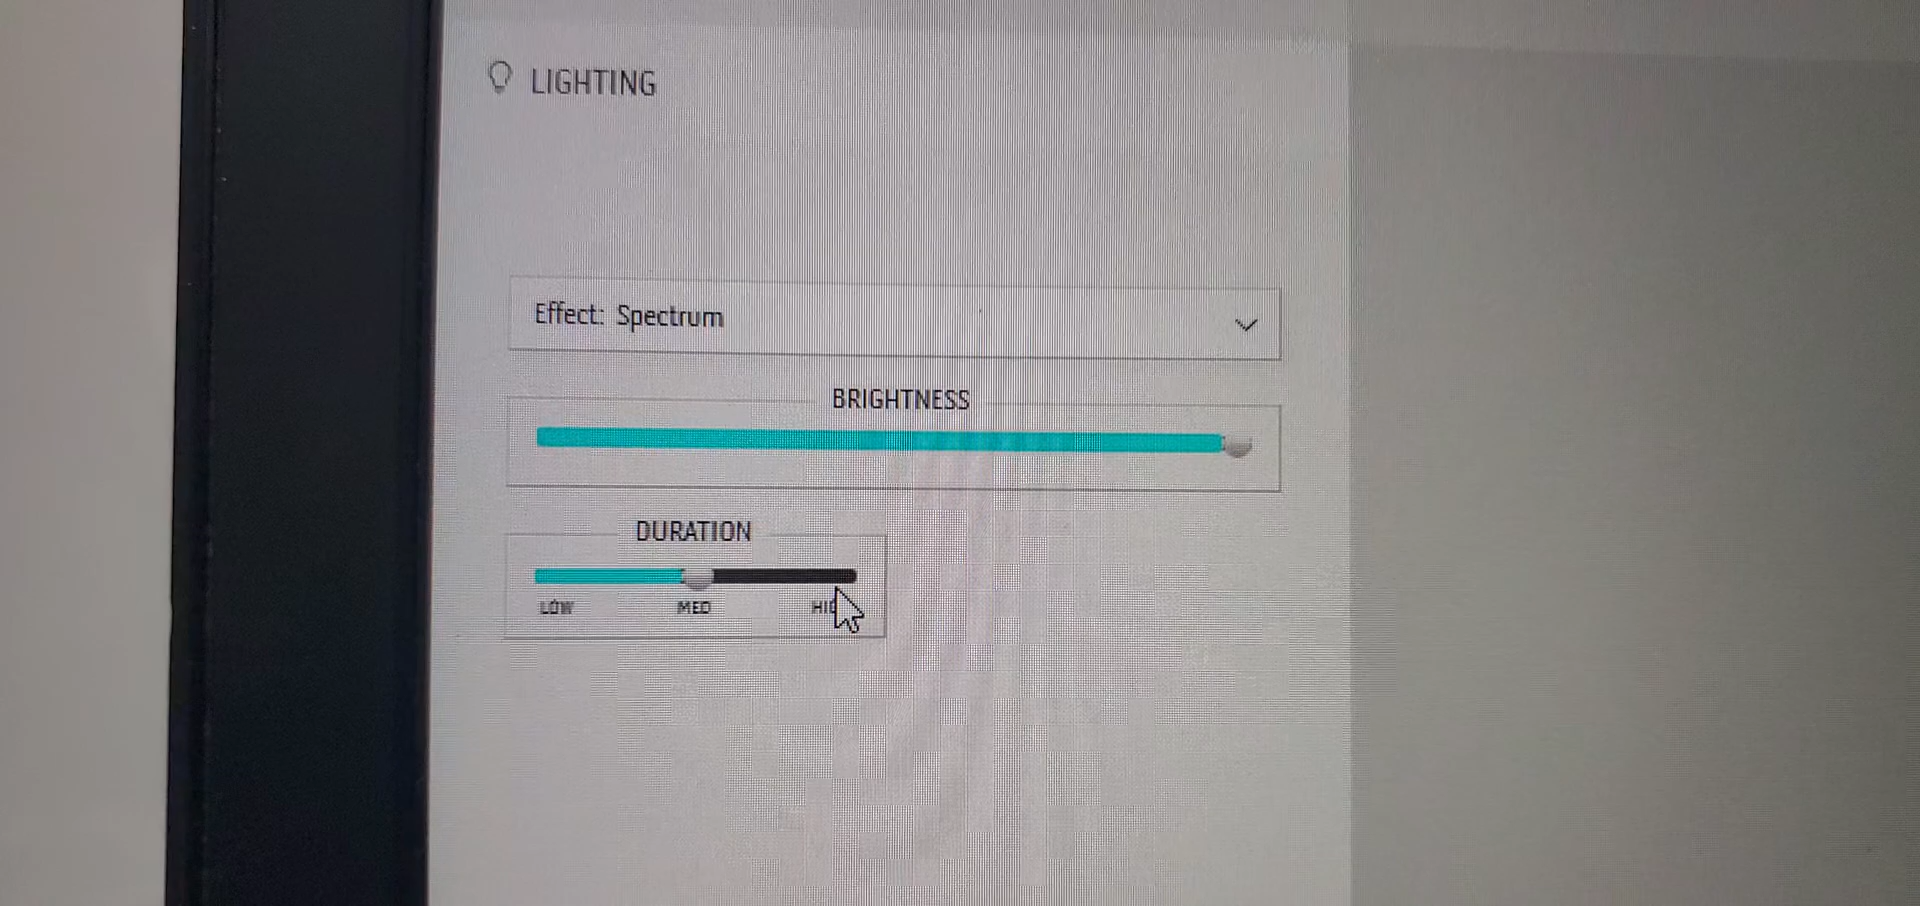 LIGHTING
Effect: Spectrum
BRIGHTNESS
DURATION
LOW MED